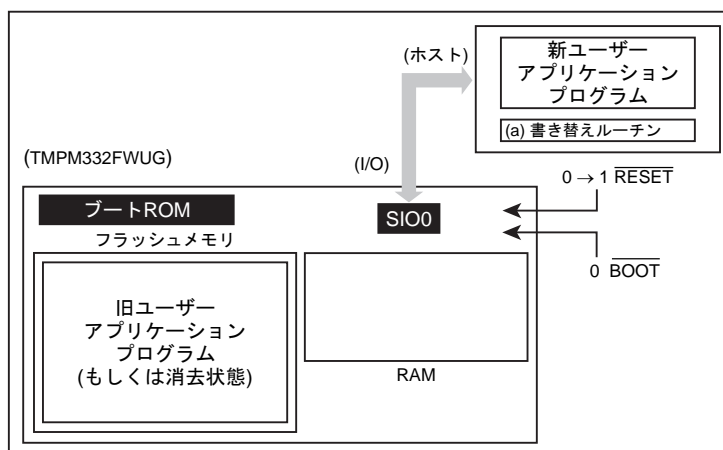 (ホスト)
新ユーザー
アプリケーション
プログラム
(a) 書き替えルーチン
(TMPM332FWUG)
(I/O)
0 → 1 RESET
ブートROM
SIO0
フラッシュメモリ
0 BOOT
旧ユーザー
アプリケーション
プログラム
(もしくは消去状態)
RAM